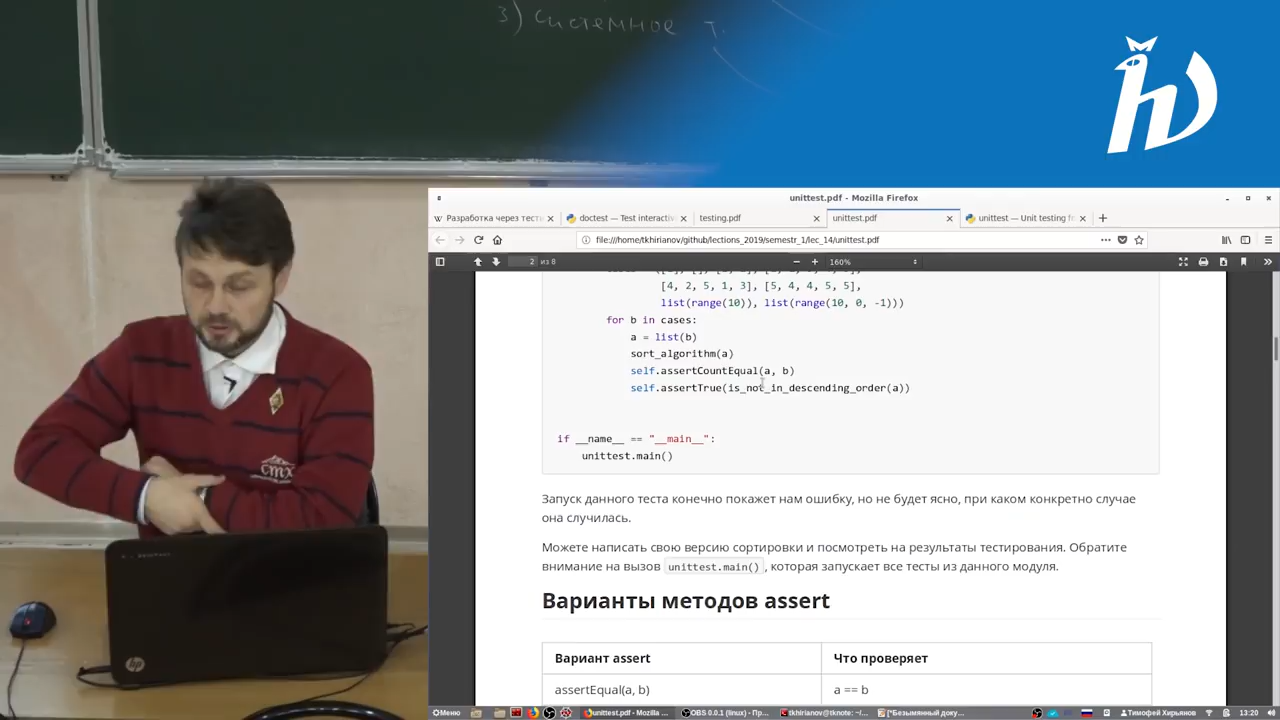 3) системное т.
unittest.pdf - Mozilla Firefox
W Разработка через тести
doctest — Test interactiv
testing.pdf
unittest.pdf
unittest — Unit testing fr
file:///home/tkhirianov/github/lections_2019/semestr_1/lec_14/unittest.pdf
2 из 8
160%
[4, 2, 5, 1, 3], [5, 4, 4, 5, 5],
list(range(10)), list(range(10, 0, -1)))
for b in cases:
a = list(b)
sort_algorithm(a)
self.assertCountEqual(a, b)
self.assertTrue(is_not_in_descending_order(a))
if __name__ == "__main__":
unittest.main()
Запуск данного теста конечно покажет нам ошибку, но не будет ясно, при каком конкретно случае
она случилась.
Можете написать свою версию сортировки и посмотреть на результаты тестирования. Обратите
внимание на вызов unittest.main() , которая запускает все тесты из данного модуля.
Варианты методов assert
Вариант assert Что проверяет
assertEqual(a, b) a == b
Меню
unittest.pdf - Mozilla ...
OBS 0.0.1 (linux) - Пр...
tkhirianov@tknote: ~/...
[*Безымянный доку...
Тимофей Хирьянов
13:20
стх
hp